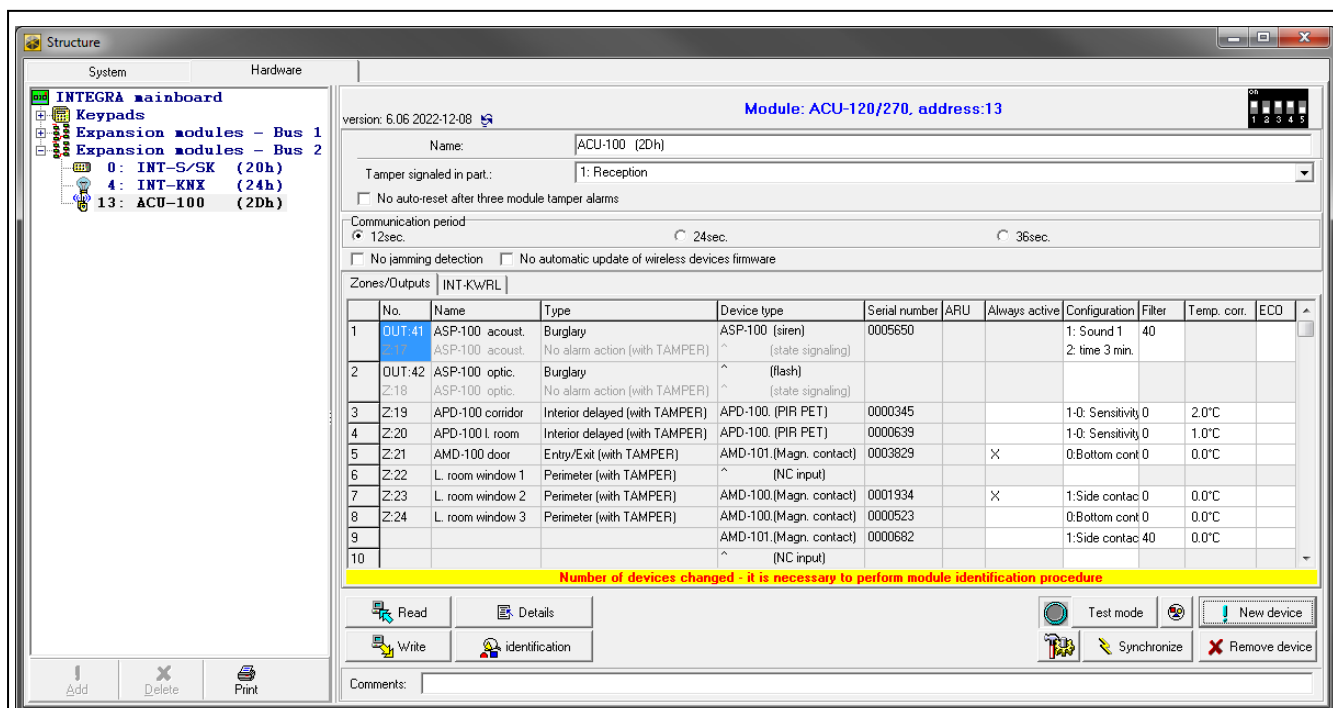 Structure
System Hardware
INTEGRA mainboard
Keypads
Expansion modules - Bus 1
Expansion modules - Bus 2
0: INT-S/SK (20h)
4: INT-KNX (24h)
13: ACU-100 (2Dh)
Add Delete Print
version: 6.06 2022-12-08 Module: ACU-120/270, address:13 on 1 2 3 4 5
Name: ACU-100 (2Dh)
Tamper signaled in part.: 1: Reception
No auto-reset after three module tamper alarms
Communication period
12sec. 24sec. 36sec.
No jamming detection No automatic update of wireless devices firmware
Zones/Outputs INT-KWRL
No. Name Type Device type Serial number ARU Always active Configuration Filter Temp. corr. ECO
1 OUT:41 ASP-100 acoust. Burglary ASP-100 (siren) 0005650 1: Sound 1 40
Z:17 ASP-100 acoust. No alarm action (with TAMPER) ^ (state signaling) 2: time 3 min.
2 OUT:42 ASP-100 optic. Burglary ^ (flash)
Z:18 ASP-100 optic. No alarm action (with TAMPER) ^ (state signaling)
3 Z:19 APD-100 corridor Interior delayed (with TAMPER) APD-100. (PIR PET) 0000345 1-0: Sensitivity 0 2.0°C
4 Z:20 APD-100 l. room Interior delayed (with TAMPER) APD-100. (PIR PET) 0000639 1-0: Sensitivity 0 1.0°C
5 Z:21 AMD-100 door Entry/Exit (with TAMPER) AMD-101.(Magn. contact) 0003829 X 0:Bottom cont 0 0.0°C
6 Z:22 L. room window 1 Perimeter (with TAMPER) ^ (NC input)
7 Z:23 L. room window 2 Perimeter (with TAMPER) AMD-100.(Magn. contact) 0001934 X 1:Side contac 0 0.0°C
8 Z:24 L. room window 3 Perimeter (with TAMPER) AMD-100.(Magn. contact) 0000523 0:Bottom cont 0 0.0°C
9 AMD-101.(Magn. contact) 0000682 1:Side contac 40 0.0°C
10 ^ (NC input)
Number of devices changed - it is necessary to perform module identification procedure
Read Details Test mode New device
Write identification Synchronize Remove device
Comments: